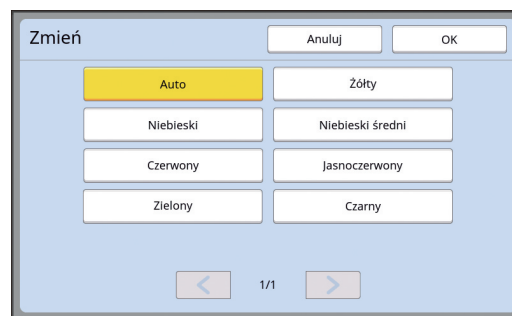 Zmień
Anuluj
OK
Auto
Żółty
Niebieski
Niebieski średni
Czerwony
Jasnoczerwony
Zielony
Czarny
1/1